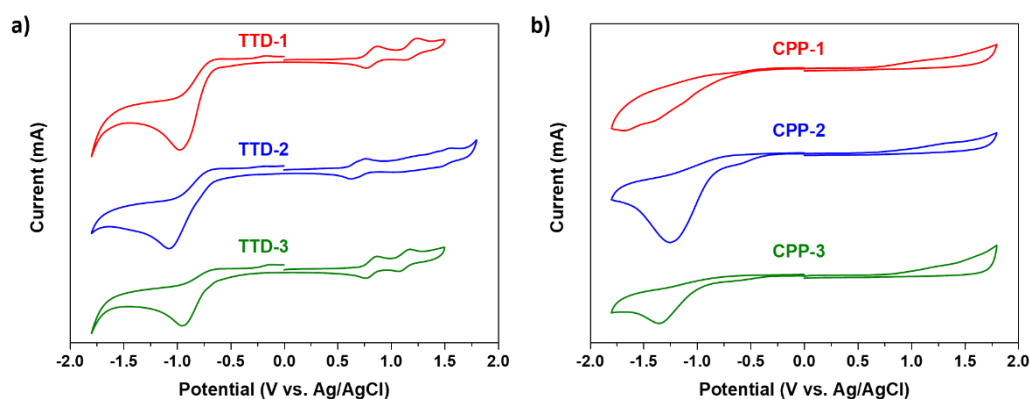 a)
TTD-1
TTD-2
TTD-3
Current (mA)
-2.0 -1.5 -1.0 -0.5 0.0 0.5 1.0 1.5 2.0
Potential (V vs. Ag/AgCl)
b)
CPP-1
CPP-2
CPP-3
Current (mA)
-2.0 -1.5 -1.0 -0.5 0.0 0.5 1.0 1.5 2.0
Potential (V vs. Ag/AgCl)